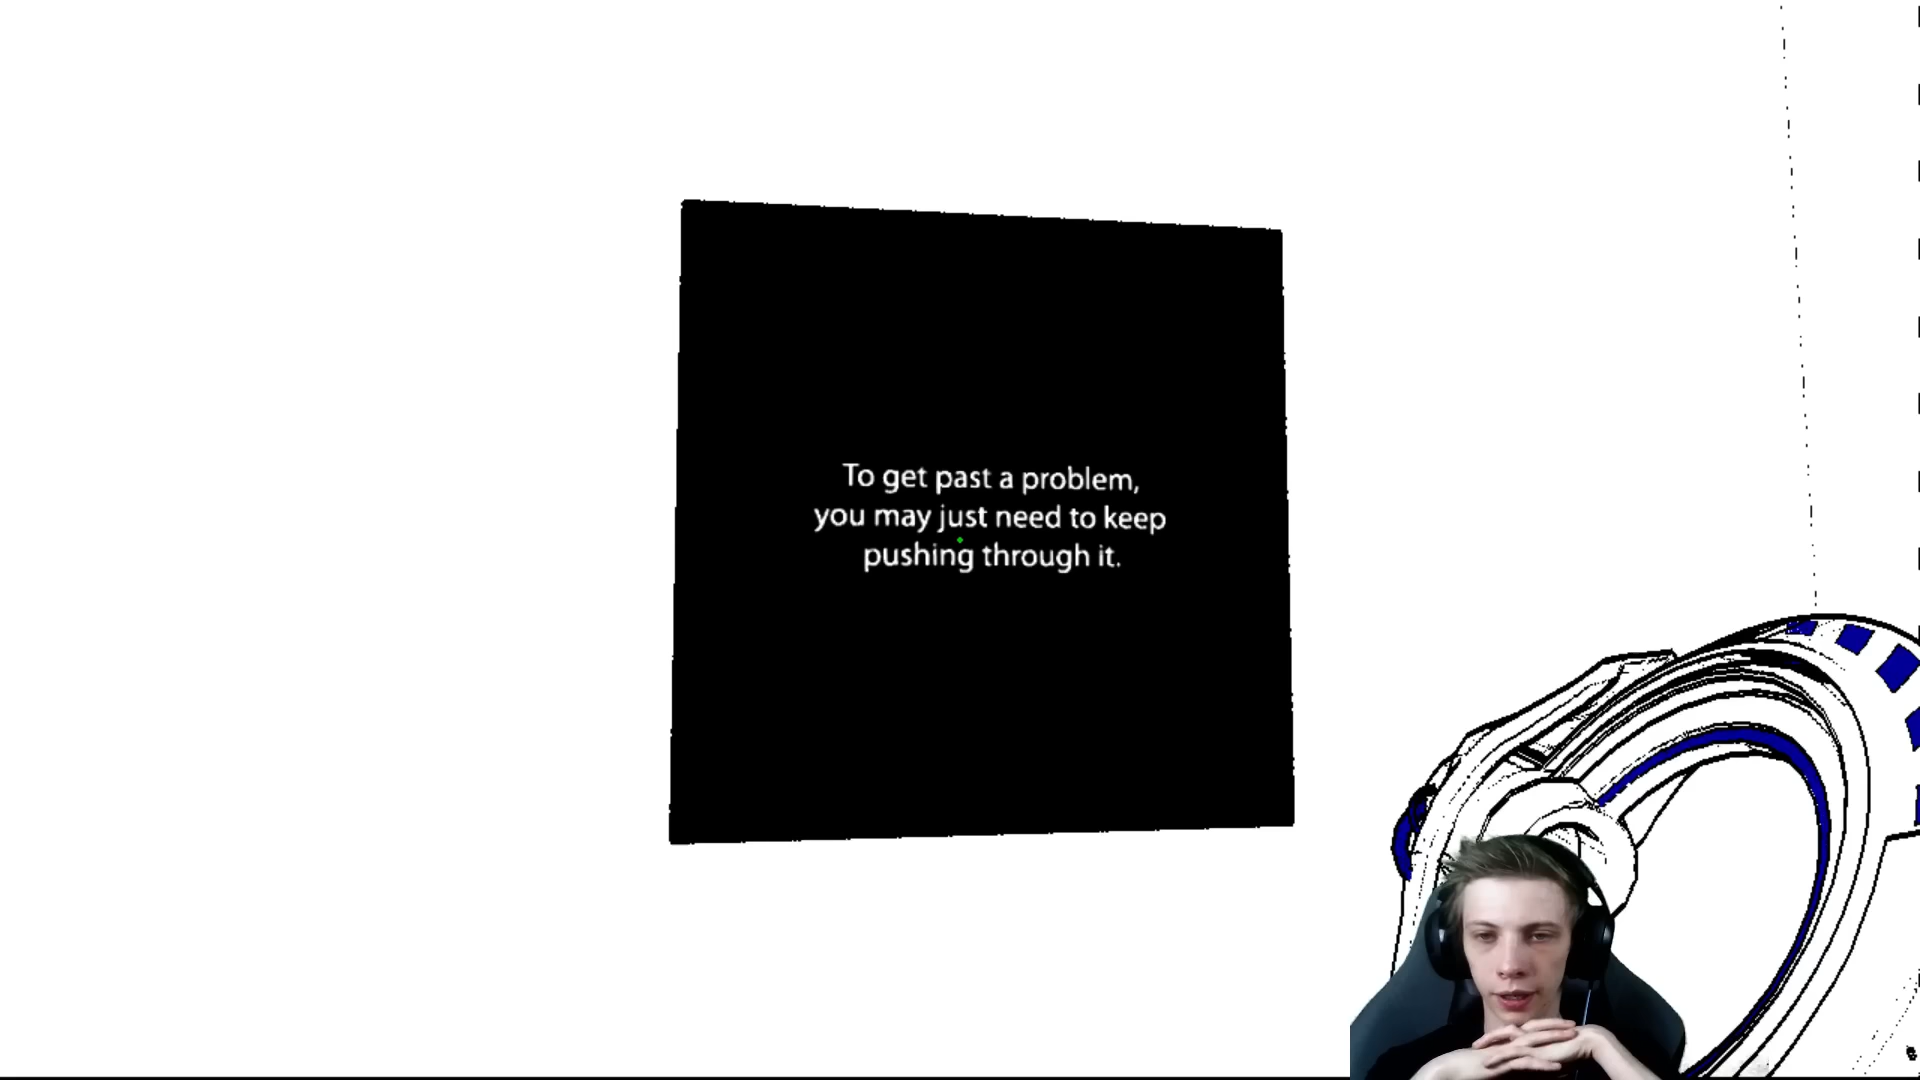 To get past a problem,
you may just need to keep
pushing through it.